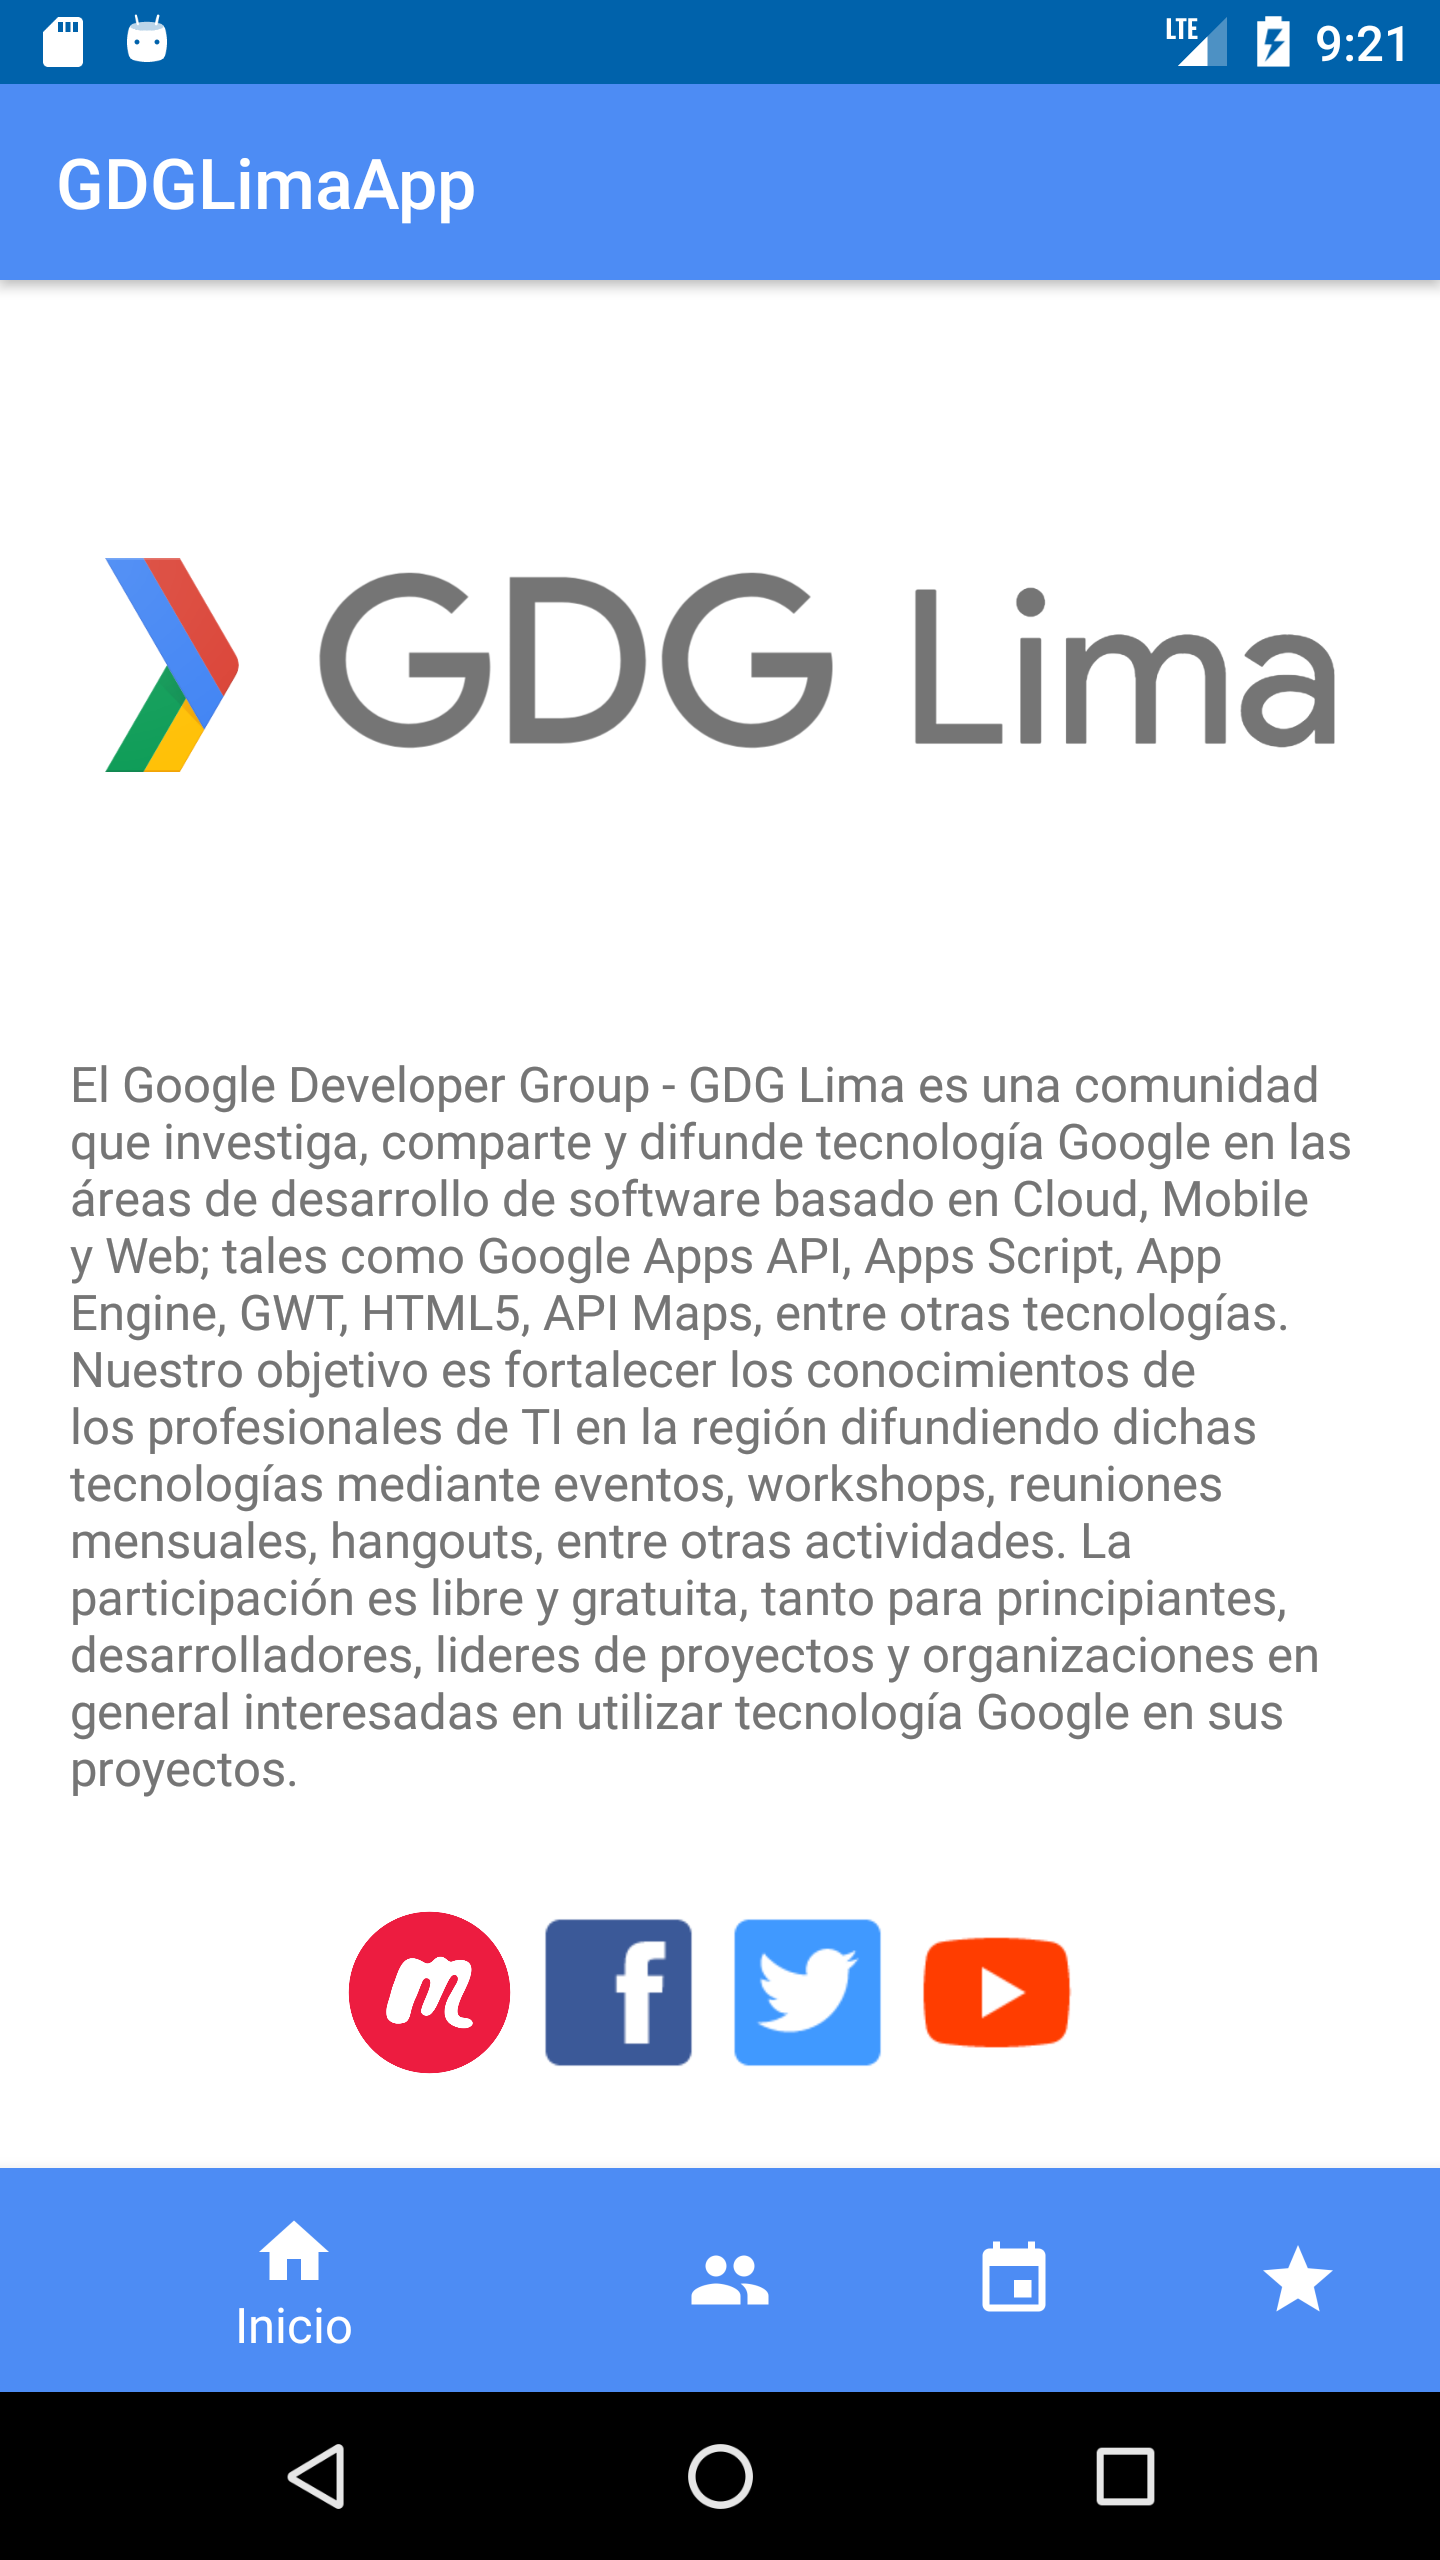 LTE 9:21
GDGLimaApp
GDG Lima
El Google Developer Group - GDG Lima es una comunidad
que investiga, comparte y difunde tecnología Google en las
áreas de desarrollo de software basado en Cloud, Mobile
y Web; tales como Google Apps API, Apps Script, App
Engine, GWT, HTML5, API Maps, entre otras tecnologías.
Nuestro objetivo es fortalecer los conocimientos de
los profesionales de TI en la región difundiendo dichas
tecnologías mediante eventos, workshops, reuniones
mensuales, hangouts, entre otras actividades. La
participación es libre y gratuita, tanto para principiantes,
desarrolladores, lideres de proyectos y organizaciones en
general interesadas en utilizar tecnología Google en sus
proyectos.
m f
Inicio